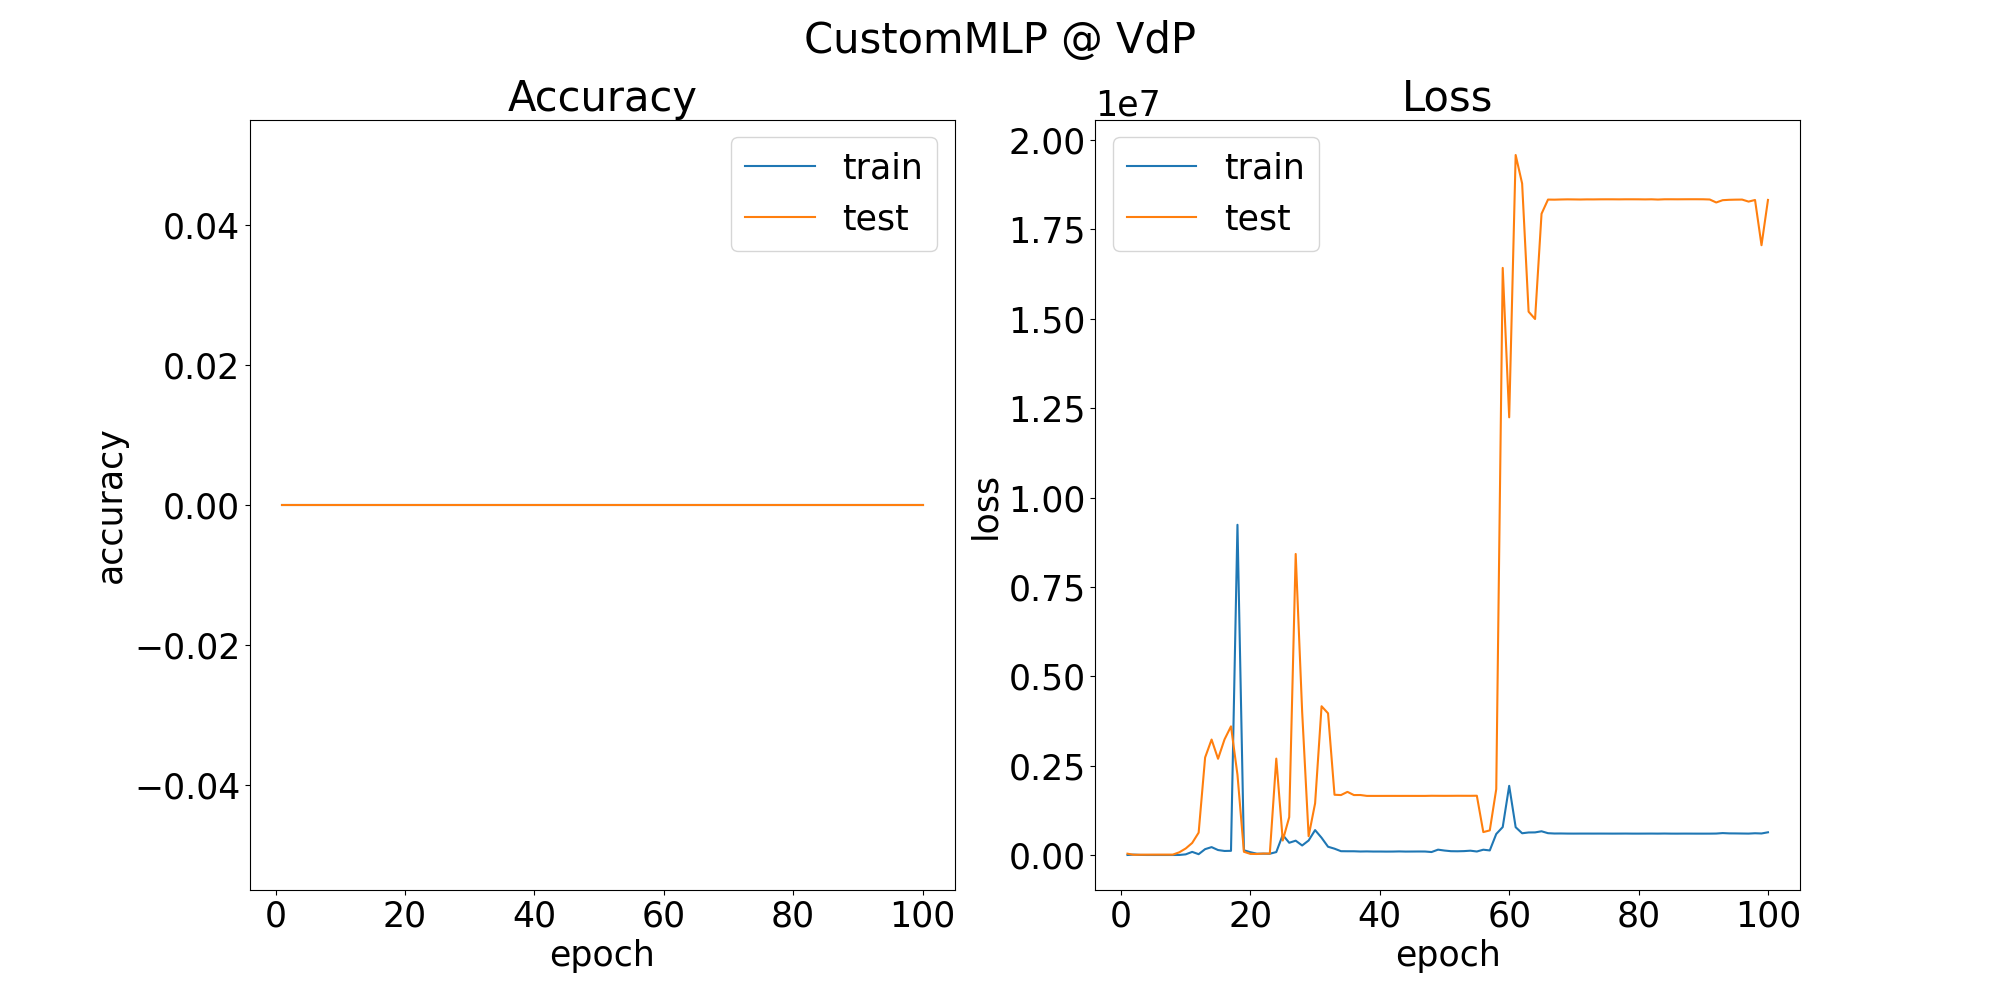 CustomMLP @ VdP
Accuracy
train
test
0.04
0.02
0.00
−0.02
−0.04
accuracy
0 20 40 60 80 100
epoch
Loss
1e7
train
test
2.00
1.75
1.50
1.25
1.00
0.75
0.50
0.25
0.00
loss
0 20 40 60 80 100
epoch